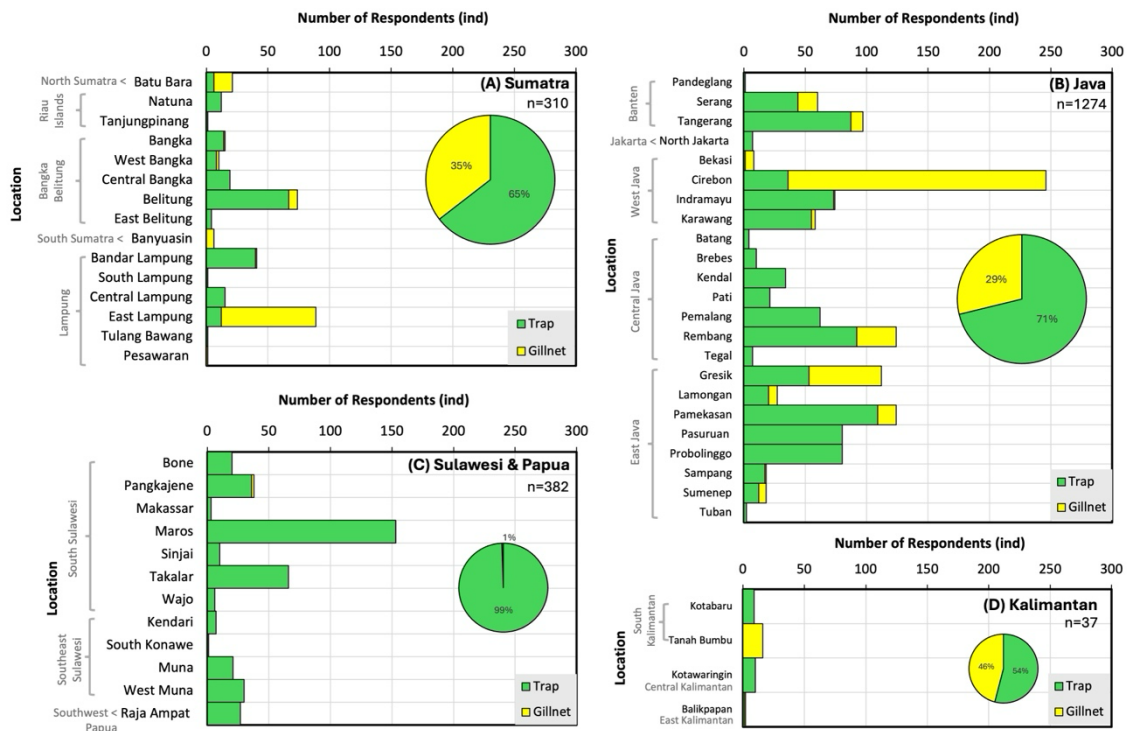 Number of Respondents (ind)
0 50 100 150 200 250 300
(A) Sumatra
n=310
Location
North Sumatra < Batu Bara
Riau Islands
Natuna
Tanjungpinang
Bangka Belitung
Bangka
West Bangka
Central Bangka
Belitung
East Belitung
South Sumatra < Banyuasin
Lampung
Bandar Lampung
South Lampung
Central Lampung
East Lampung
Tulang Bawang
Pesawaran
35%
65%
Trap
Gillnet
Number of Respondents (ind)
0 50 100 150 200 250 300
(B) Java
n=1274
Location
Banten
Pandeglang
Serang
Tangerang
Jakarta < North Jakarta
West Java
Bekasi
Cirebon
Indramayu
Karawang
Central Java
Batang
Brebes
Kendal
Pati
Pemalang
Rembang
Tegal
East Java
Gresik
Lamongan
Pamekasan
Pasuruan
Probolinggo
Sampang
Sumenep
Tuban
29%
71%
Trap
Gillnet
Number of Respondents (ind)
0 50 100 150 200 250 300
(C) Sulawesi & Papua
n=382
Location
South Sulawesi
Bone
Pangkajene
Makassar
Maros
Sinjai
Takalar
Wajo
Southeast Sulawesi
Kendari
South Konawe
Muna
West Muna
Southwest < Raja Ampat
Papua
1%
99%
Trap
Gillnet
Number of Respondents (ind)
0 50 100 150 200 250 300
(D) Kalimantan
n=37
Location
South Kalimantan
Kotabaru
Tanah Bumbu
Kotawaringin
Central Kalimantan
Balikpapan
East Kalimantan
46%
54%
Trap
Gillnet